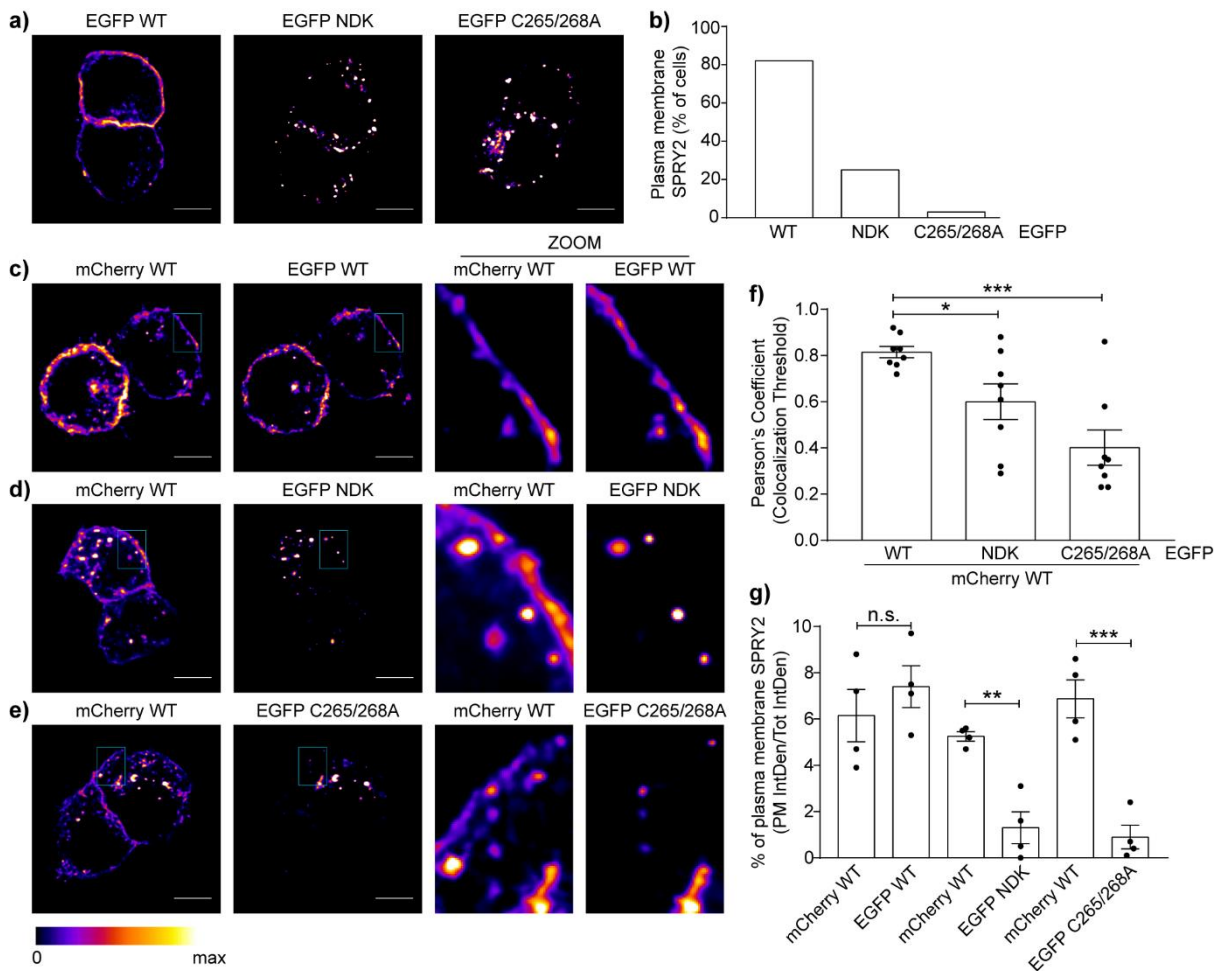 a)
EGFP WT
EGFP NDK
EGFP C265/268A
b)
Plasma membrane
SPRY2 (% of cells)
100
80
60
40
20
0
WT
NDK
C265/268A
EGFP
c)
ZOOM
mCherry WT
EGFP WT
mCherry WT
EGFP WT
d)
mCherry WT
EGFP NDK
mCherry WT
EGFP NDK
e)
mCherry WT
EGFP C265/268A
mCherry WT
EGFP C265/268A
0
max
f)
Pearson's Coefficient
(Colocalization Threshold)
1.0
0.8
0.6
0.4
0.2
0.0
*
***
WT
NDK
C265/268A
EGFP
mCherry WT
g)
% of plasma membrane SPRY2
(PM IntDen/Tot IntDen)
10
8
6
4
2
0
n.s.
**
***
mCherry WT
EGFP WT
mCherry WT
EGFP NDK
mCherry WT
EGFP C265/268A